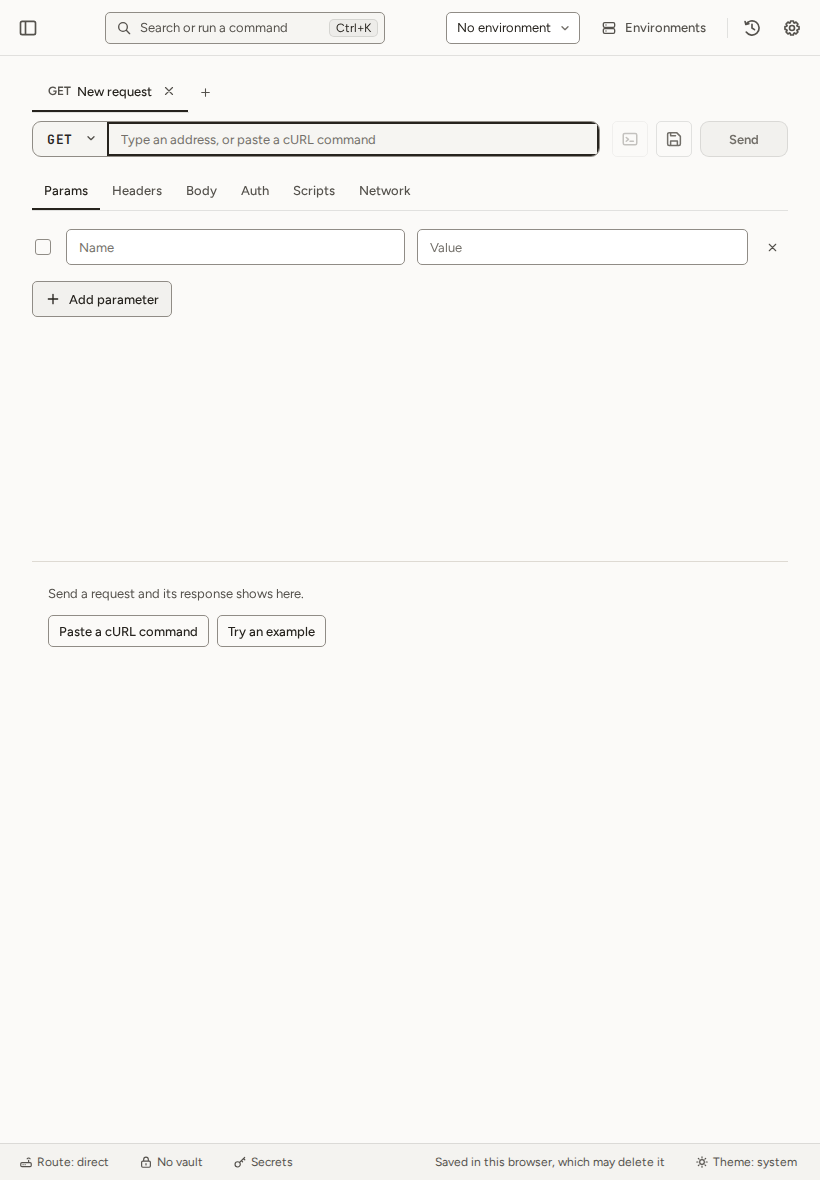 Search or run a command Ctrl+K No environment Environments
GET New request
GET Type an address, or paste a cURL command Send
Params Headers Body Auth Scripts Network
Name Value
Add parameter
Send a request and its response shows here.
Paste a cURL command Try an example
Route: direct No vault Secrets Saved in this browser, which may delete it Theme: system